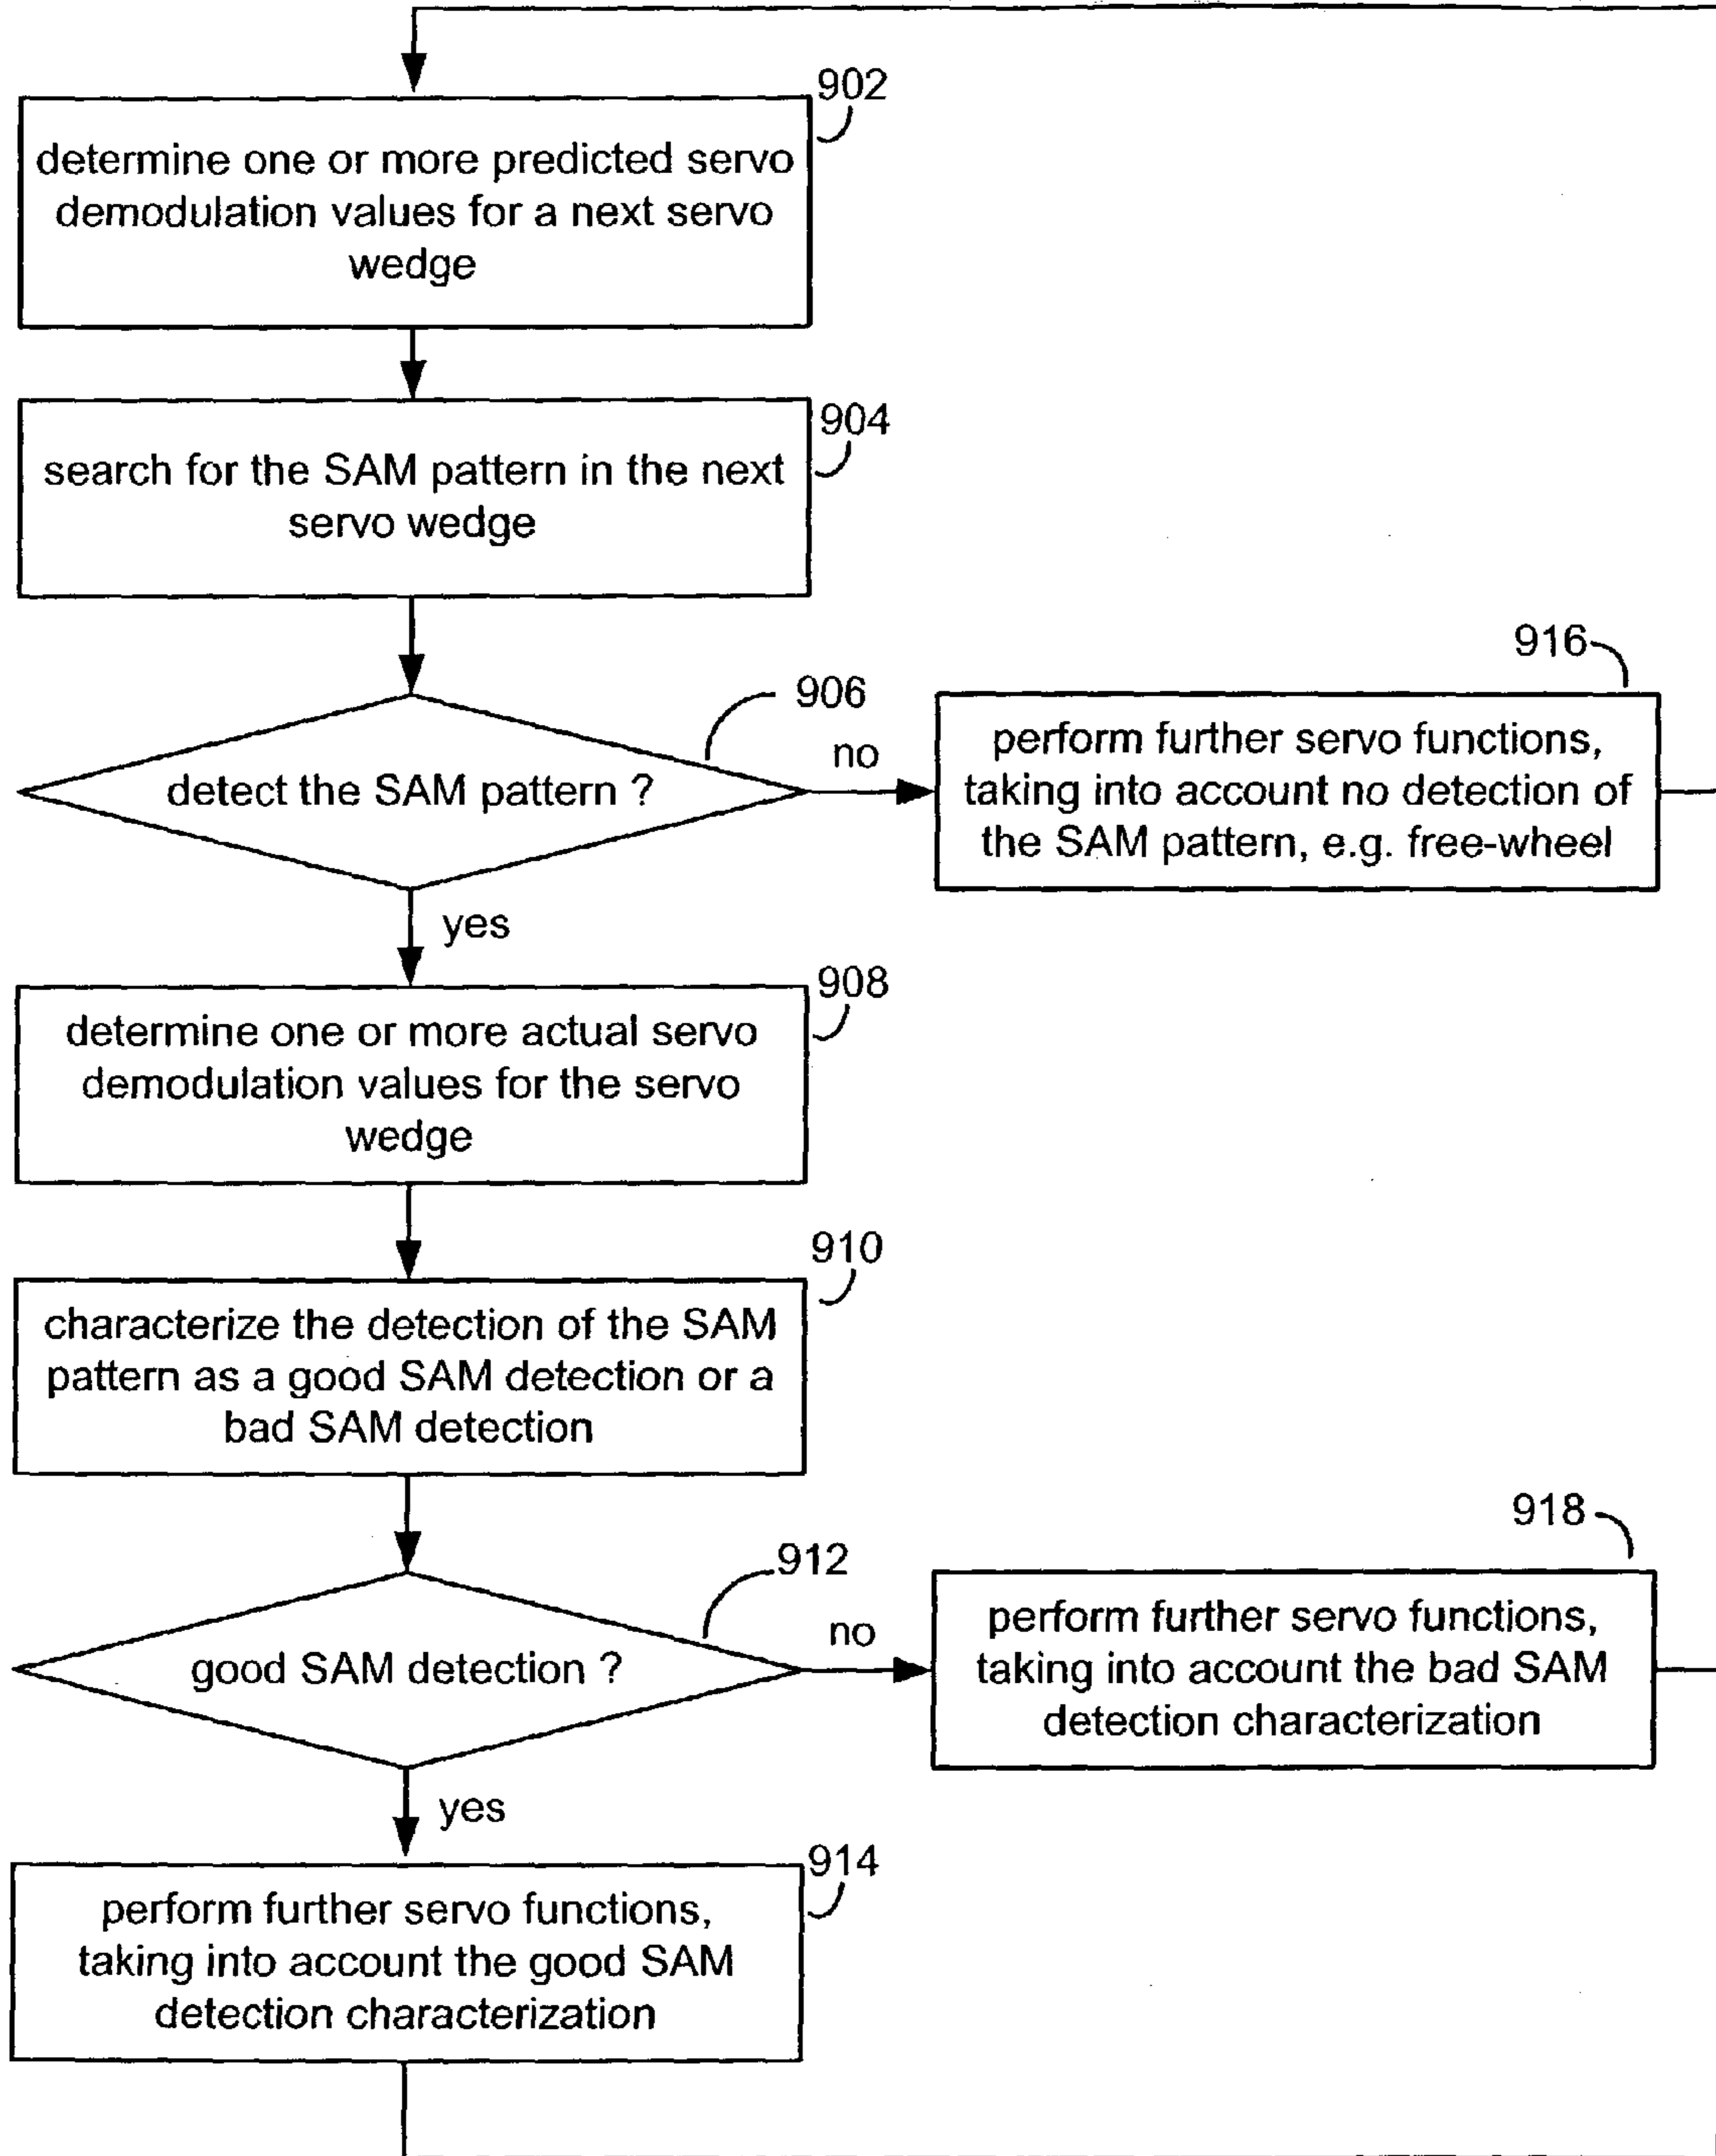 902
determine one or more predicted servo
demodulation values for a next servo
wedge
904
search for the SAM pattern in the next
servo wedge
906
detect the SAM pattern ?
no
916
perform further servo functions,
taking into account no detection of
the SAM pattern, e.g. free-wheel
yes
908
determine one or more actual servo
demodulation values for the servo
wedge
910
characterize the detection of the SAM
pattern as a good SAM detection or a
bad SAM detection
912
good SAM detection ?
no
918
perform further servo functions,
taking into account the bad SAM
detection characterization
yes
914
perform further servo functions,
taking into account the good SAM
detection characterization